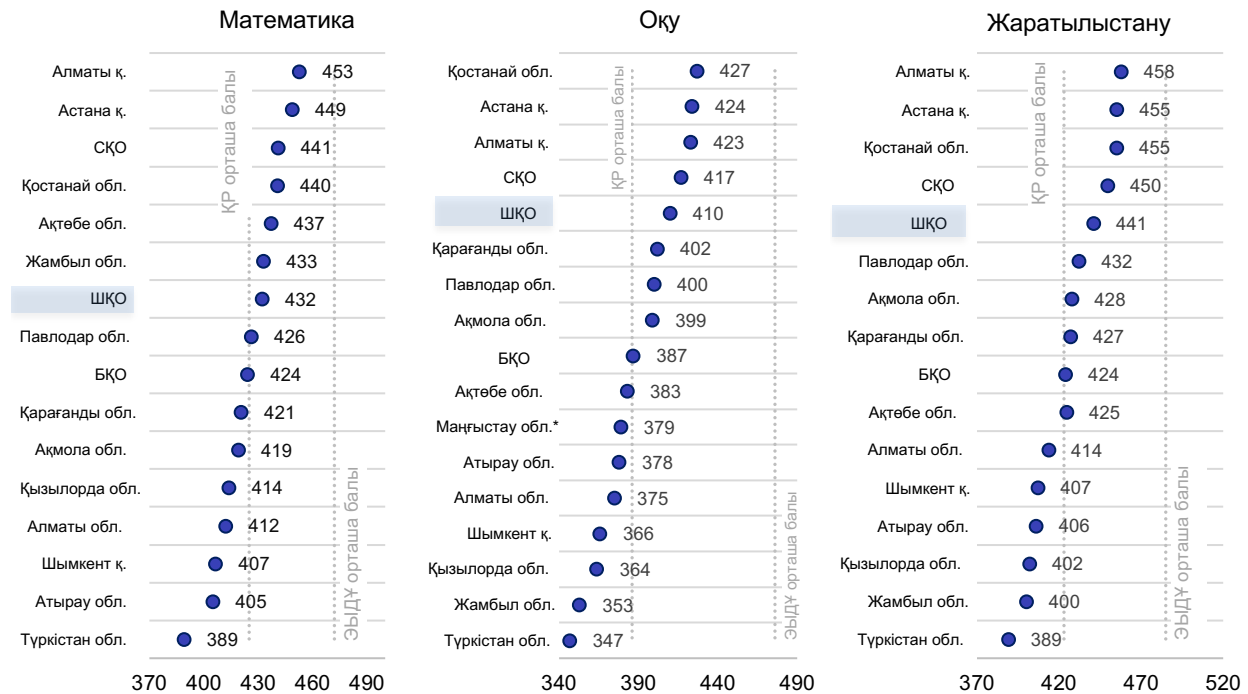 Математика
Алматы қ. 453
Астана қ. 449
СҚО 441
Қостанай обл. 440
Ақтөбе обл. 437
Жамбыл обл. 433
ШҚО 432
Павлодар обл. 426
БҚО 424
Қарағанды обл. 421
Ақмола обл. 419
Қызылорда обл. 414
Алматы обл. 412
Шымкент қ. 407
Атырау обл. 405
Түркістан обл. 389
ҚР орташа балы
ЭЫДҰ орташа балы
370 400 430 460 490
Оқу
Қостанай обл. 427
Астана қ. 424
Алматы қ. 423
СҚО 417
ШҚО 410
Қарағанды обл. 402
Павлодар обл. 400
Ақмола обл. 399
БҚО 387
Ақтөбе обл. 383
Маңғыстау обл.* 379
Атырау обл. 378
Алматы обл. 375
Шымкент қ. 366
Қызылорда обл. 364
Жамбыл обл. 353
Түркістан обл. 347
ҚР орташа балы
ЭЫДҰ орташа балы
340 390 440 490
Жаратылыстану
Алматы қ. 458
Астана қ. 455
Қостанай обл. 455
СҚО 450
ШҚО 441
Павлодар обл. 432
Ақмола обл. 428
Қарағанды обл. 427
БҚО 424
Ақтөбе обл. 425
Алматы обл. 414
Шымкент қ. 407
Атырау обл. 406
Қызылорда обл. 402
Жамбыл обл. 400
Түркістан обл. 389
ҚР орташа балы
ЭЫДҰ орташа балы
370 420 470 520